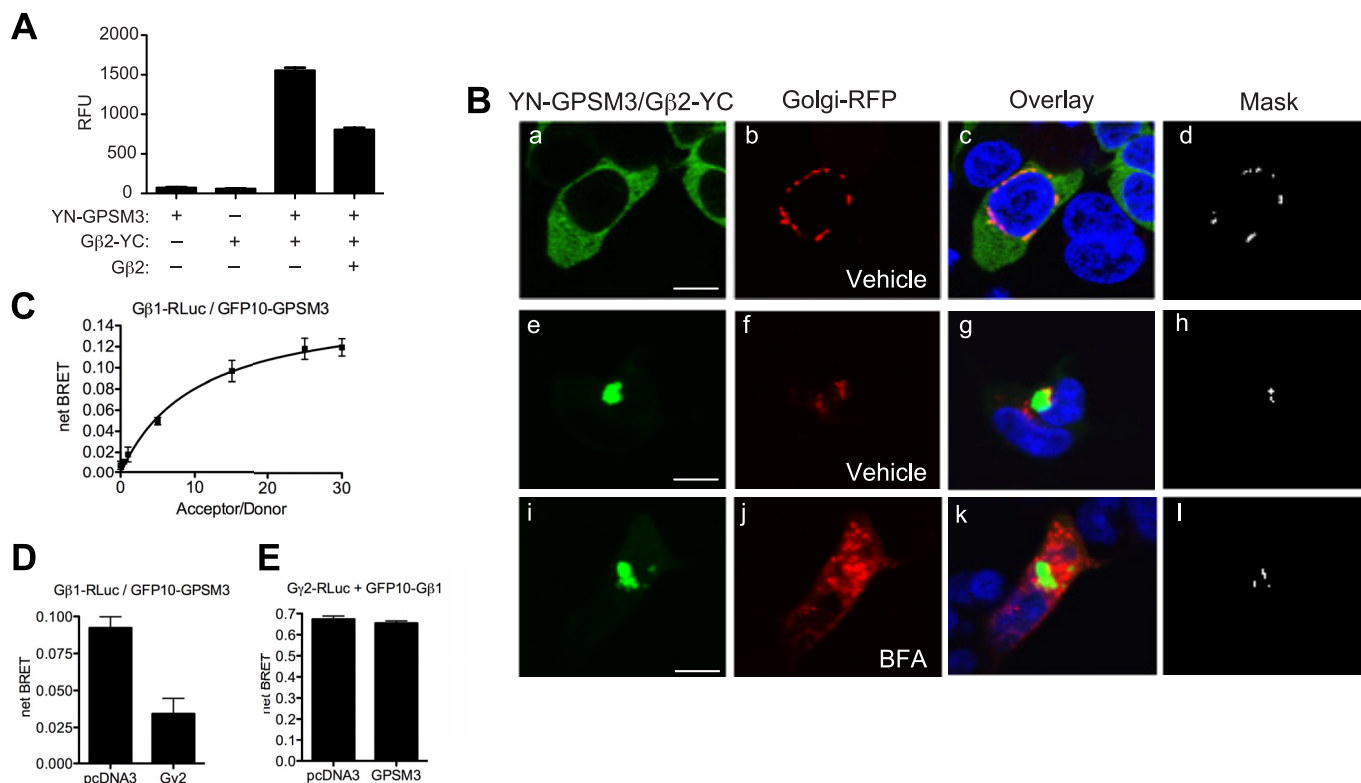 A
RFU
2000
1500
1000
500
0
YN-GPSM3: + – + +
Gβ2-YC: – + + +
Gβ2: – – – +
B
YN-GPSM3/Gβ2-YC Golgi-RFP Overlay Mask
a b c d
Vehicle
e f g h
Vehicle
i j k l
BFA
C
Gβ1-RLuc / GFP10-GPSM3
net BRET
0.14
0.12
0.10
0.08
0.06
0.04
0.02
0.00
0 10 20 30
Acceptor/Donor
D
Gβ1-RLuc / GFP10-GPSM3
net BRET
0.100
0.075
0.050
0.025
0.000
pcDNA3 Gγ2
E
Gγ2-RLuc + GFP10-Gβ1
net BRET
0.7
0.6
0.5
0.4
0.3
0.2
0.1
0.0
pcDNA3 GPSM3